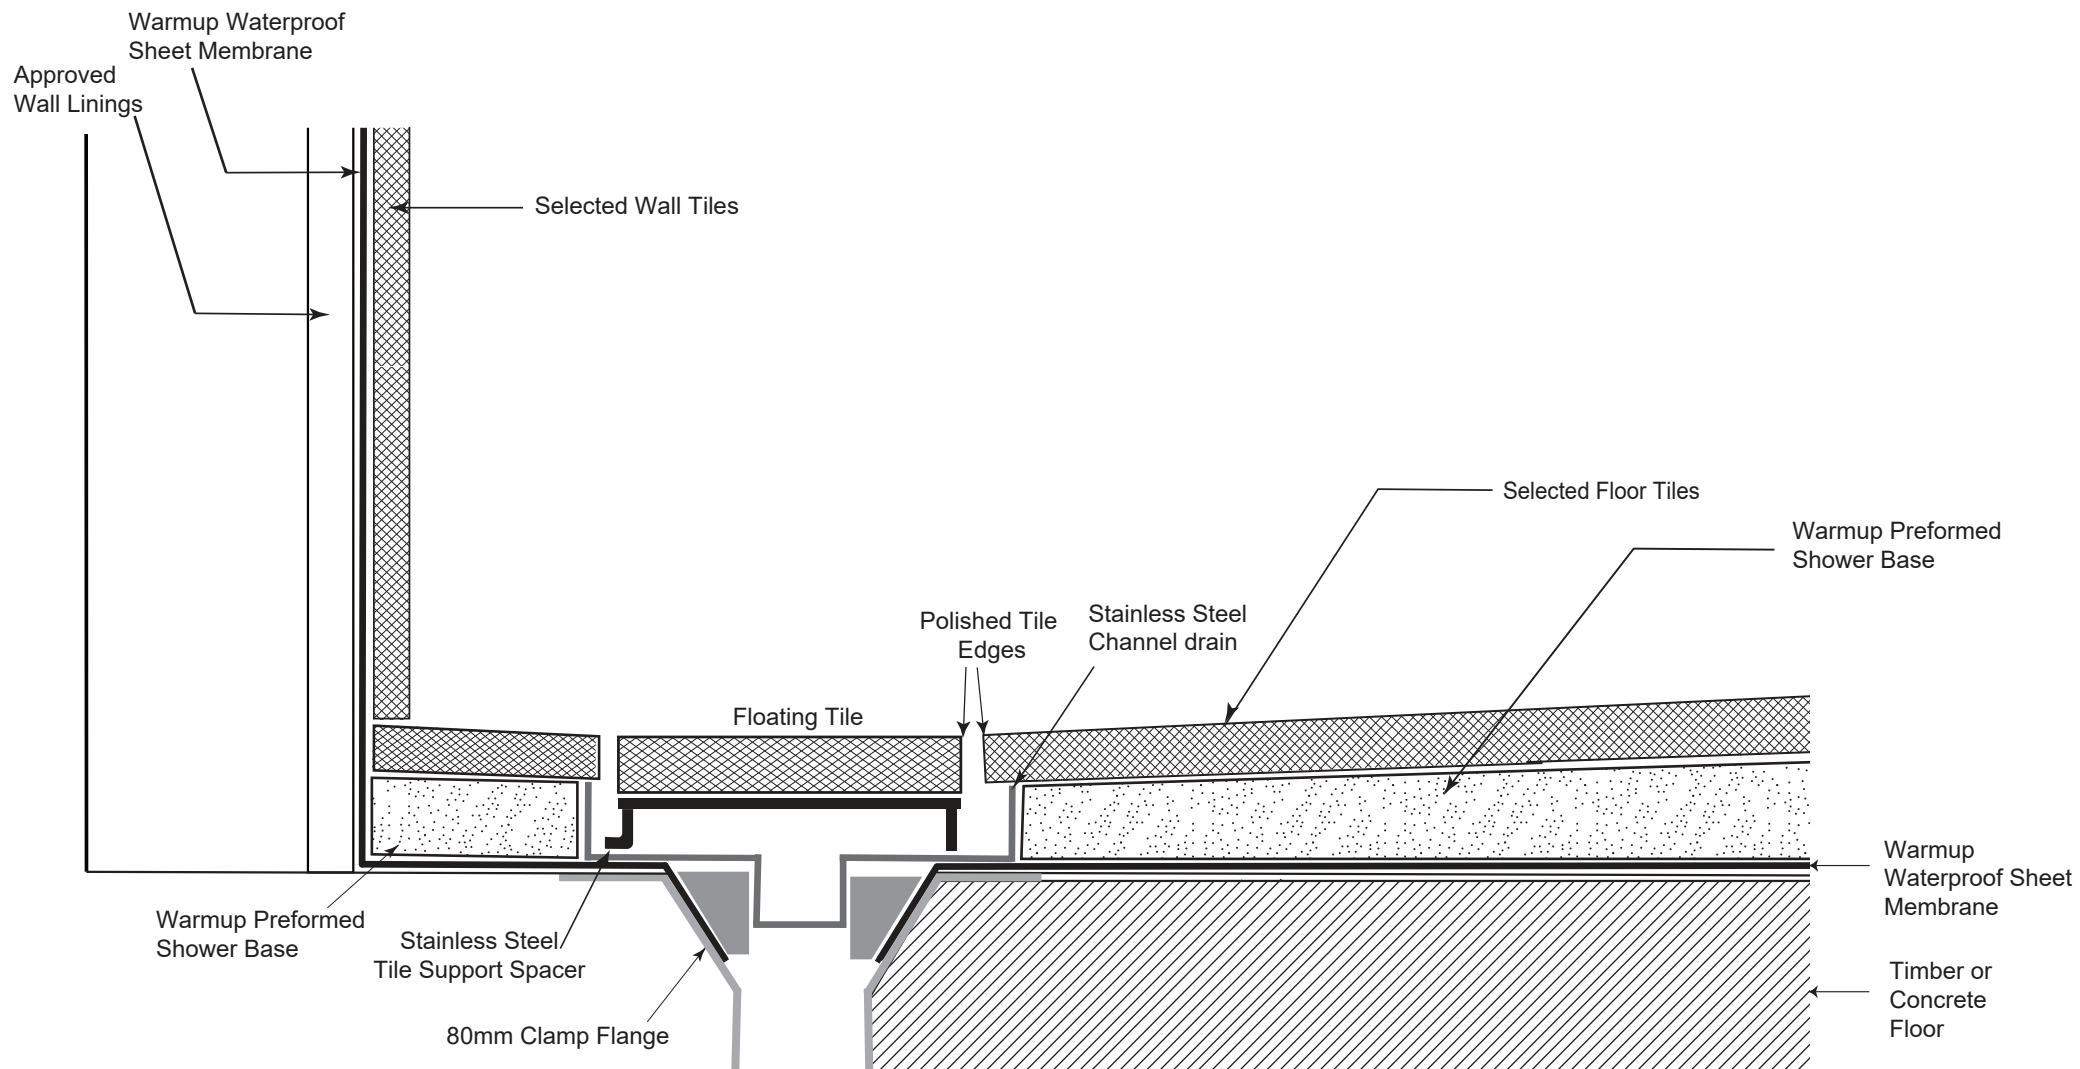 Warmup Waterproof
Sheet Membrane
Approved
Wall Linings
Selected Wall Tiles
Selected Floor Tiles
Warmup Preformed
Shower Base
Polished Tile
Edges
Stainless Steel
Channel drain
Floating Tile
Warmup
Waterproof Sheet
Membrane
Warmup Preformed
Shower Base
Stainless Steel
Tile Support Spacer
80mm Clamp Flange
Timber or
Concrete
Floor